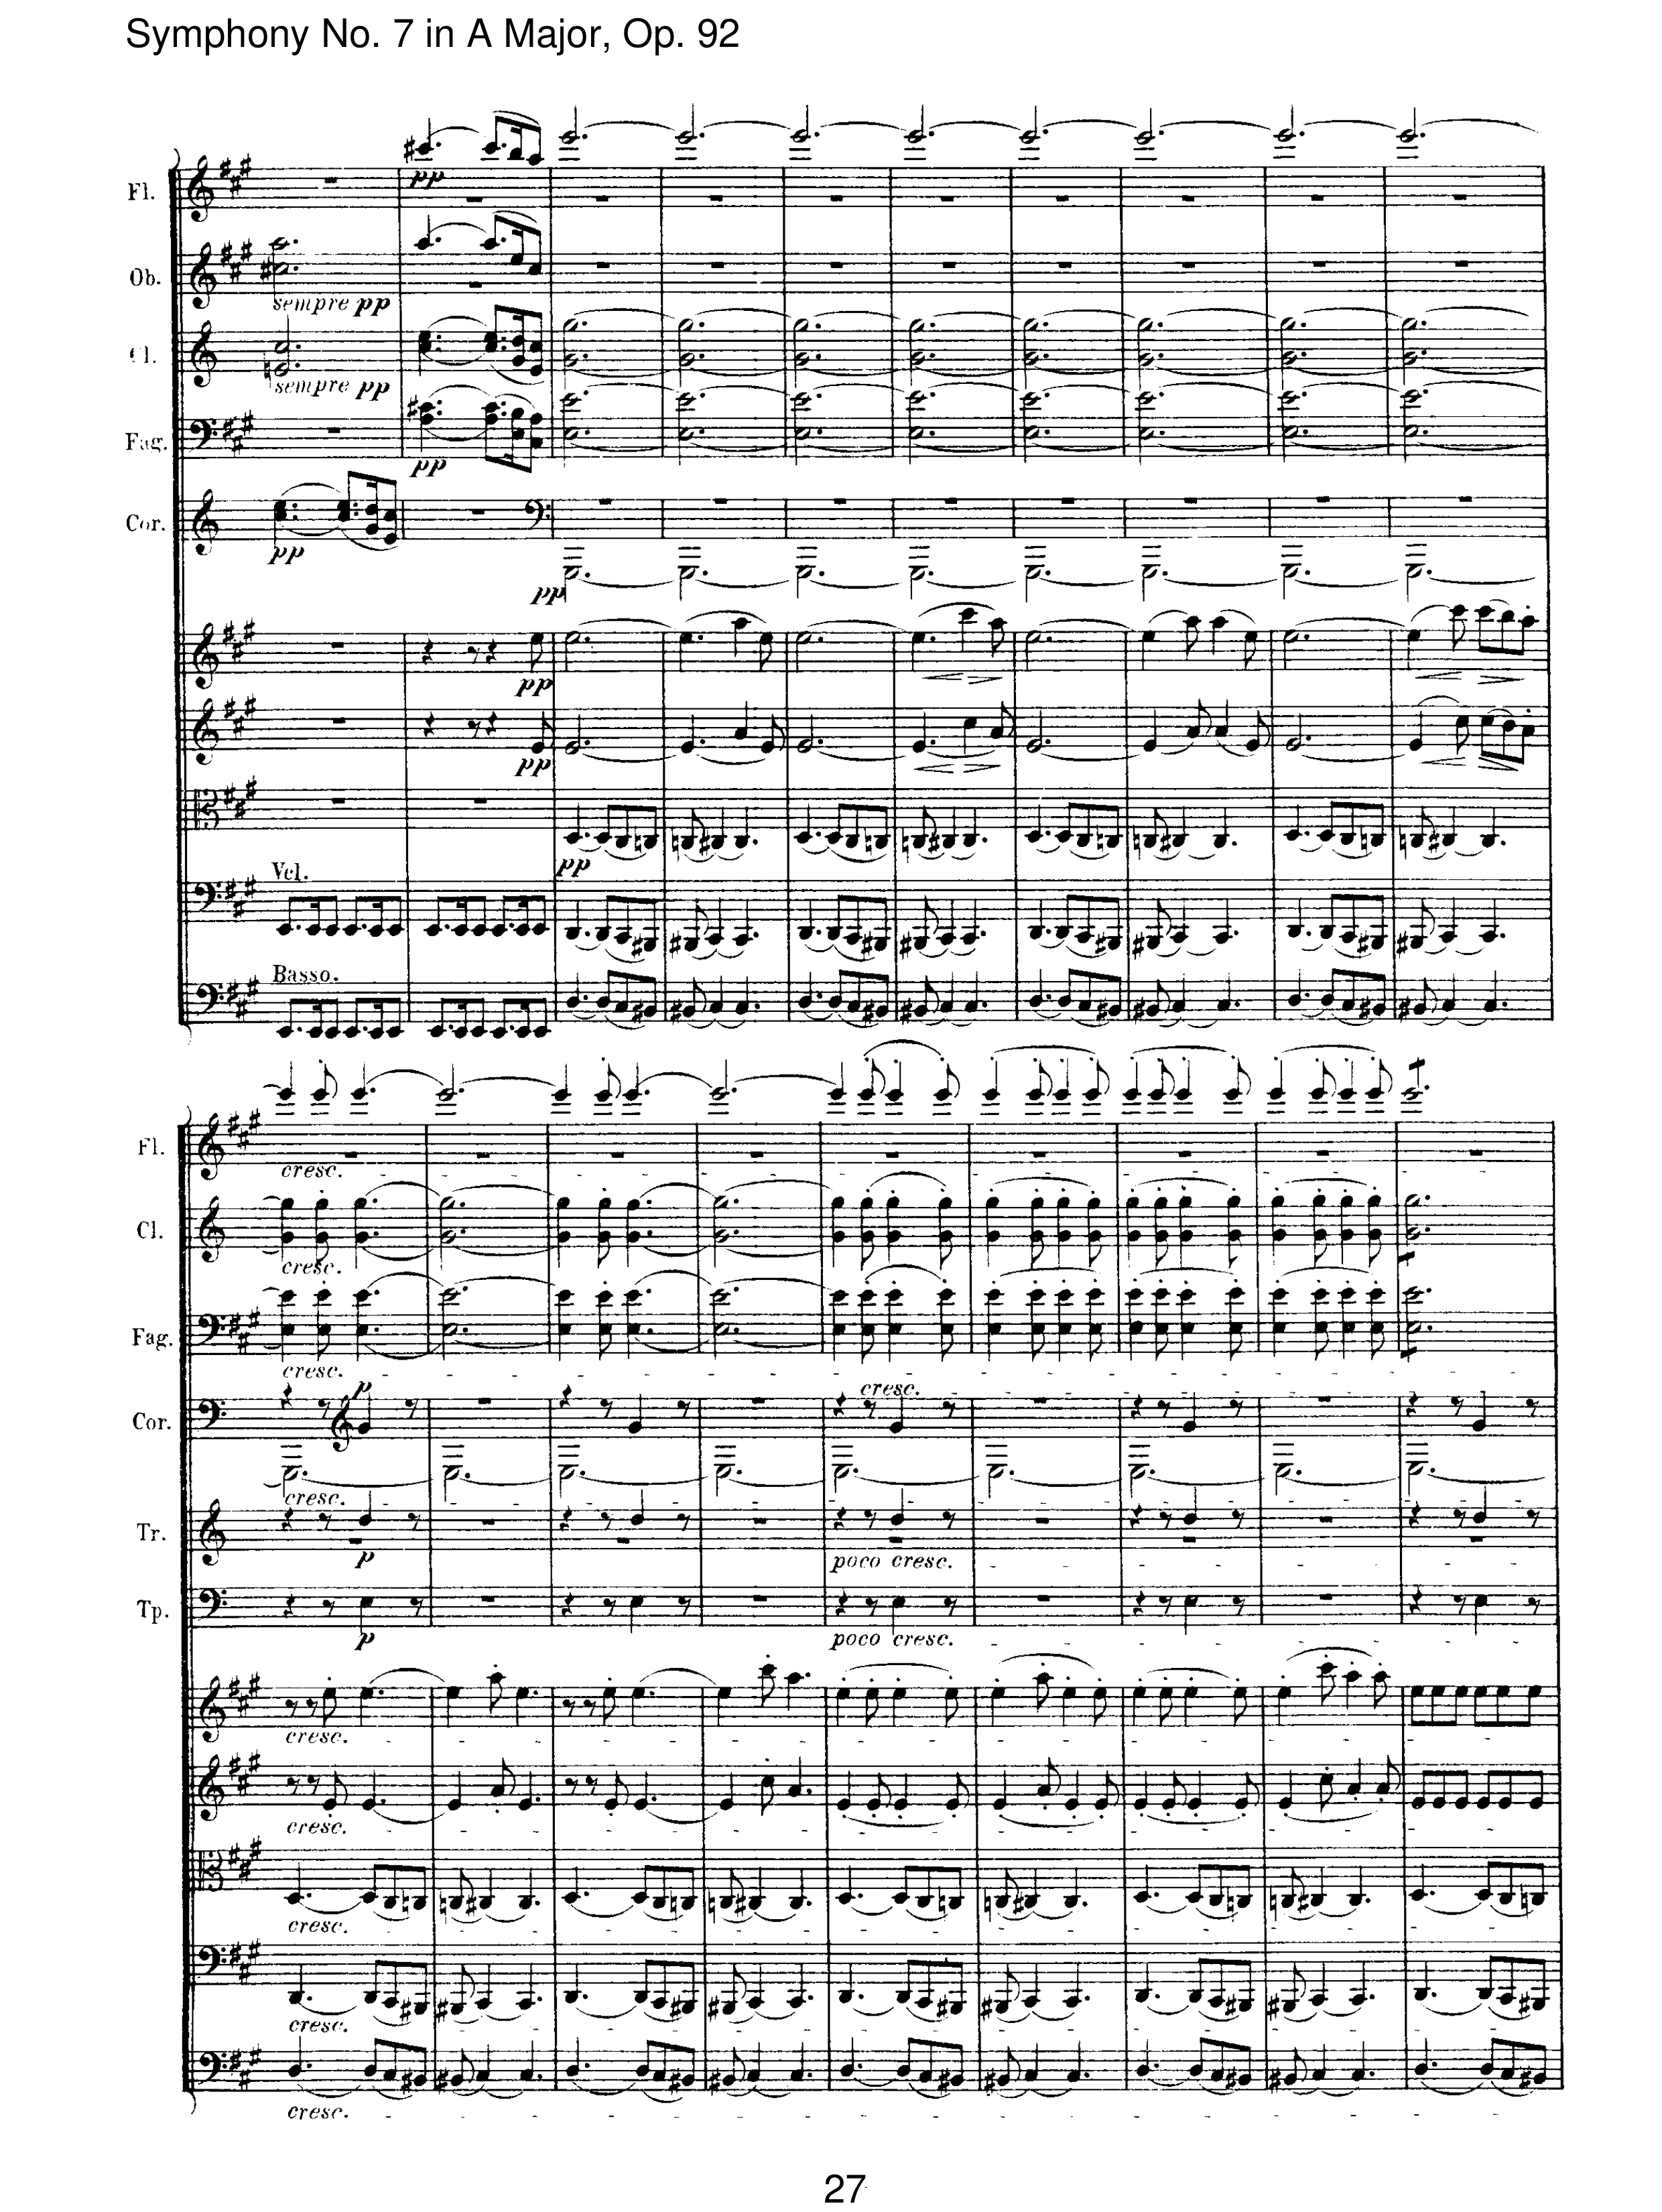 Symphony No. 7 in A Major, Op. 92
Fl.
pp
Ob.
sempre pp
Cl.
sempre pp
Fag.
pp
Cor.
pp
pp
pp
pp
pp
Vcl.
Basso.
Fl.
cresc.
Cl.
cresc.
Fag.
cresc.
p
cresc.
Cor.
cresc.
Tr.
p
poco cresc.
Tp.
p
poco cresc.
cresc.
cresc.
cresc.
cresc.
cresc.
27